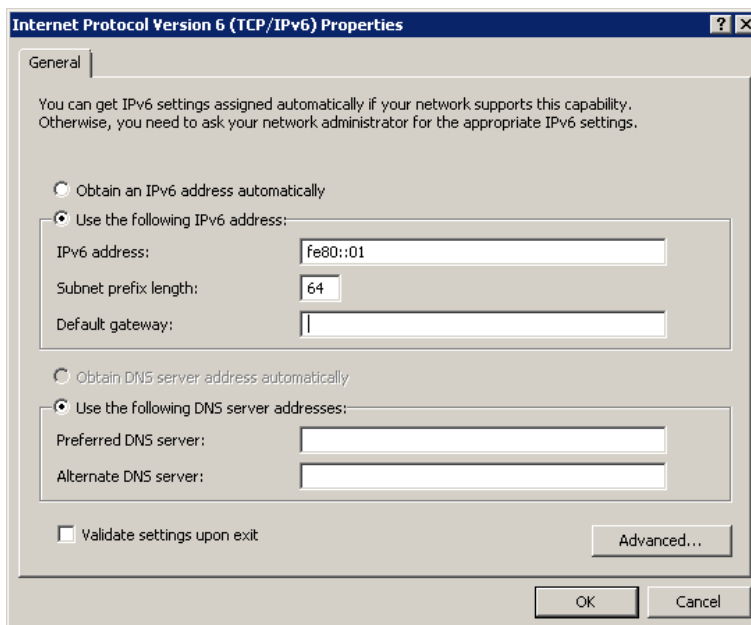 Internet Protocol Version 6 (TCP/IPv6) Properties
General
You can get IPv6 settings assigned automatically if your network supports this capability.
Otherwise, you need to ask your network administrator for the appropriate IPv6 settings.
Obtain an IPv6 address automatically
Use the following IPv6 address:
IPv6 address: fe80::01
Subnet prefix length: 64
Default gateway:
Obtain DNS server address automatically
Use the following DNS server addresses:
Preferred DNS server:
Alternate DNS server:
Validate settings upon exit
Advanced...
OK Cancel